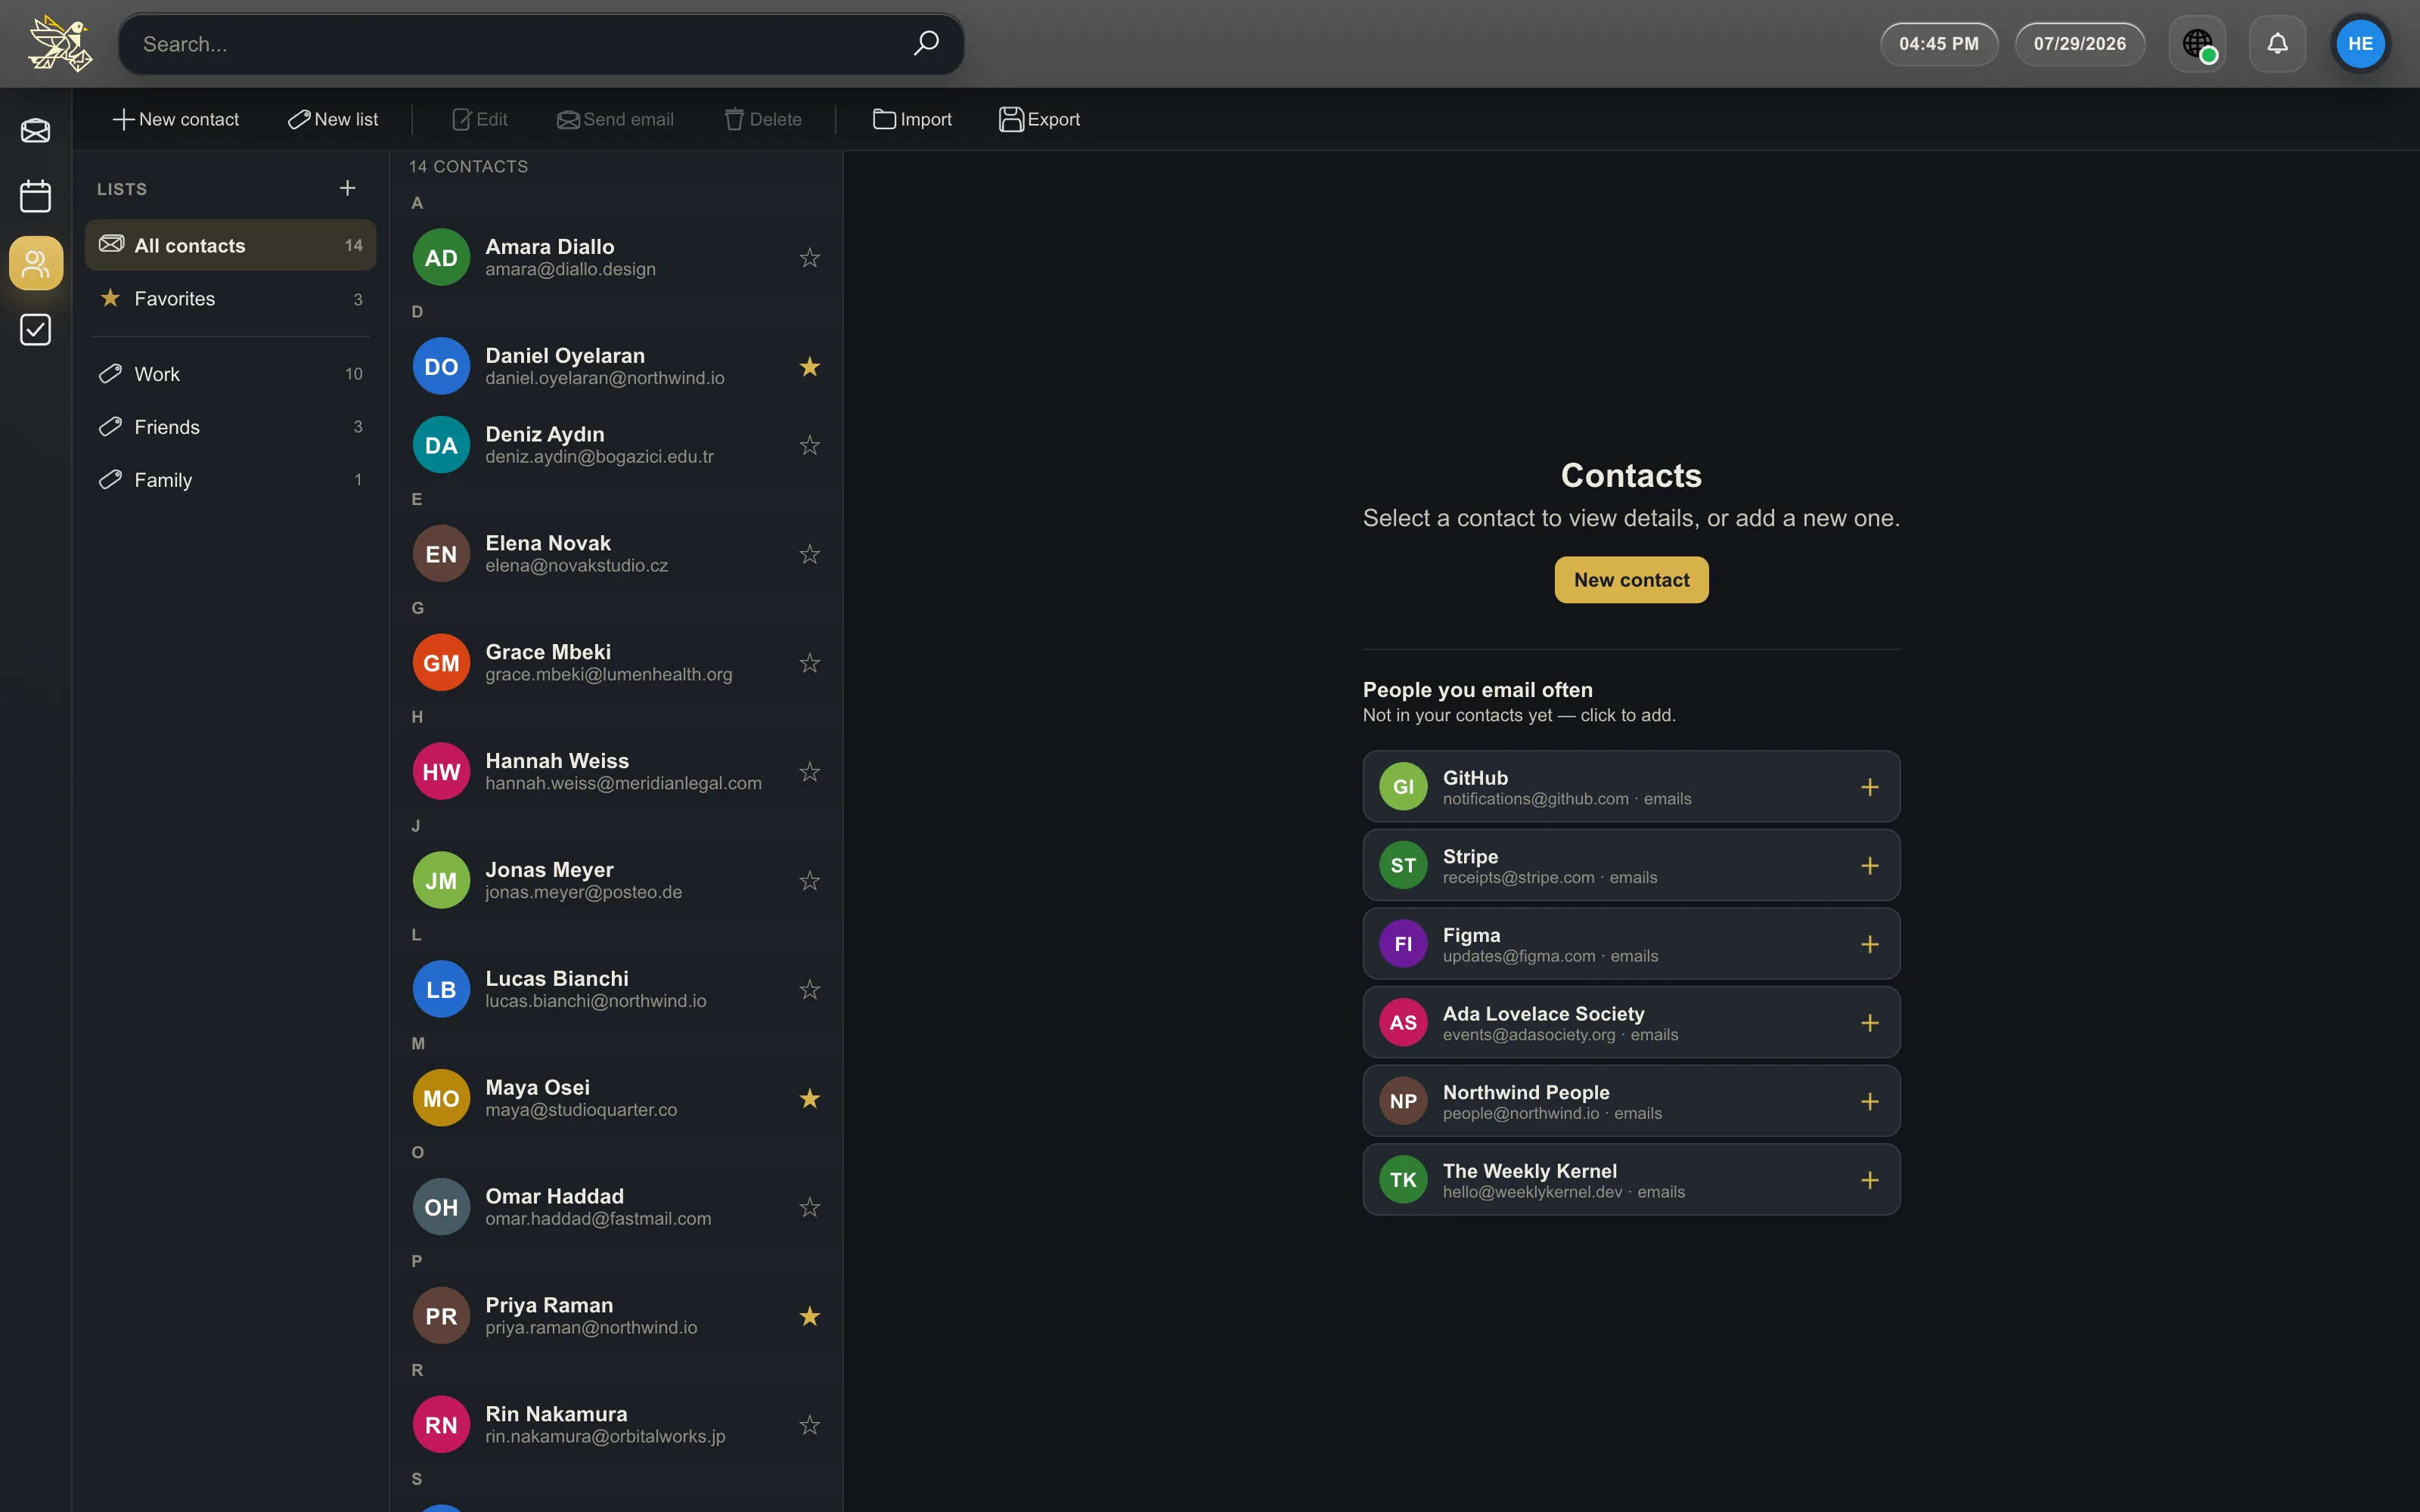 Search...
04:45 PM
07/29/2026
HE
New contact
New list
Edit
Send email
Delete
Import
Export
LISTS
All contacts 14
Favorites 3
Work 10
Friends 3
Family 1
14 CONTACTS
A
AD
Amara Diallo
amara@diallo.design
D
DO
Daniel Oyelaran
daniel.oyelaran@northwind.io
DA
Deniz Aydın
deniz.aydin@bogazici.edu.tr
E
EN
Elena Novak
elena@novakstudio.cz
G
GM
Grace Mbeki
grace.mbeki@lumenhealth.org
H
HW
Hannah Weiss
hannah.weiss@meridianlegal.com
J
JM
Jonas Meyer
jonas.meyer@posteo.de
L
LB
Lucas Bianchi
lucas.bianchi@northwind.io
M
MO
Maya Osei
maya@studioquarter.co
O
OH
Omar Haddad
omar.haddad@fastmail.com
P
PR
Priya Raman
priya.raman@northwind.io
R
RN
Rin Nakamura
rin.nakamura@orbitalworks.jp
S
Contacts
Select a contact to view details, or add a new one.
New contact
People you email often
Not in your contacts yet — click to add.
GI
GitHub
notifications@github.com · emails
ST
Stripe
receipts@stripe.com · emails
FI
Figma
updates@figma.com · emails
AS
Ada Lovelace Society
events@adasociety.org · emails
NP
Northwind People
people@northwind.io · emails
TK
The Weekly Kernel
hello@weeklykernel.dev · emails